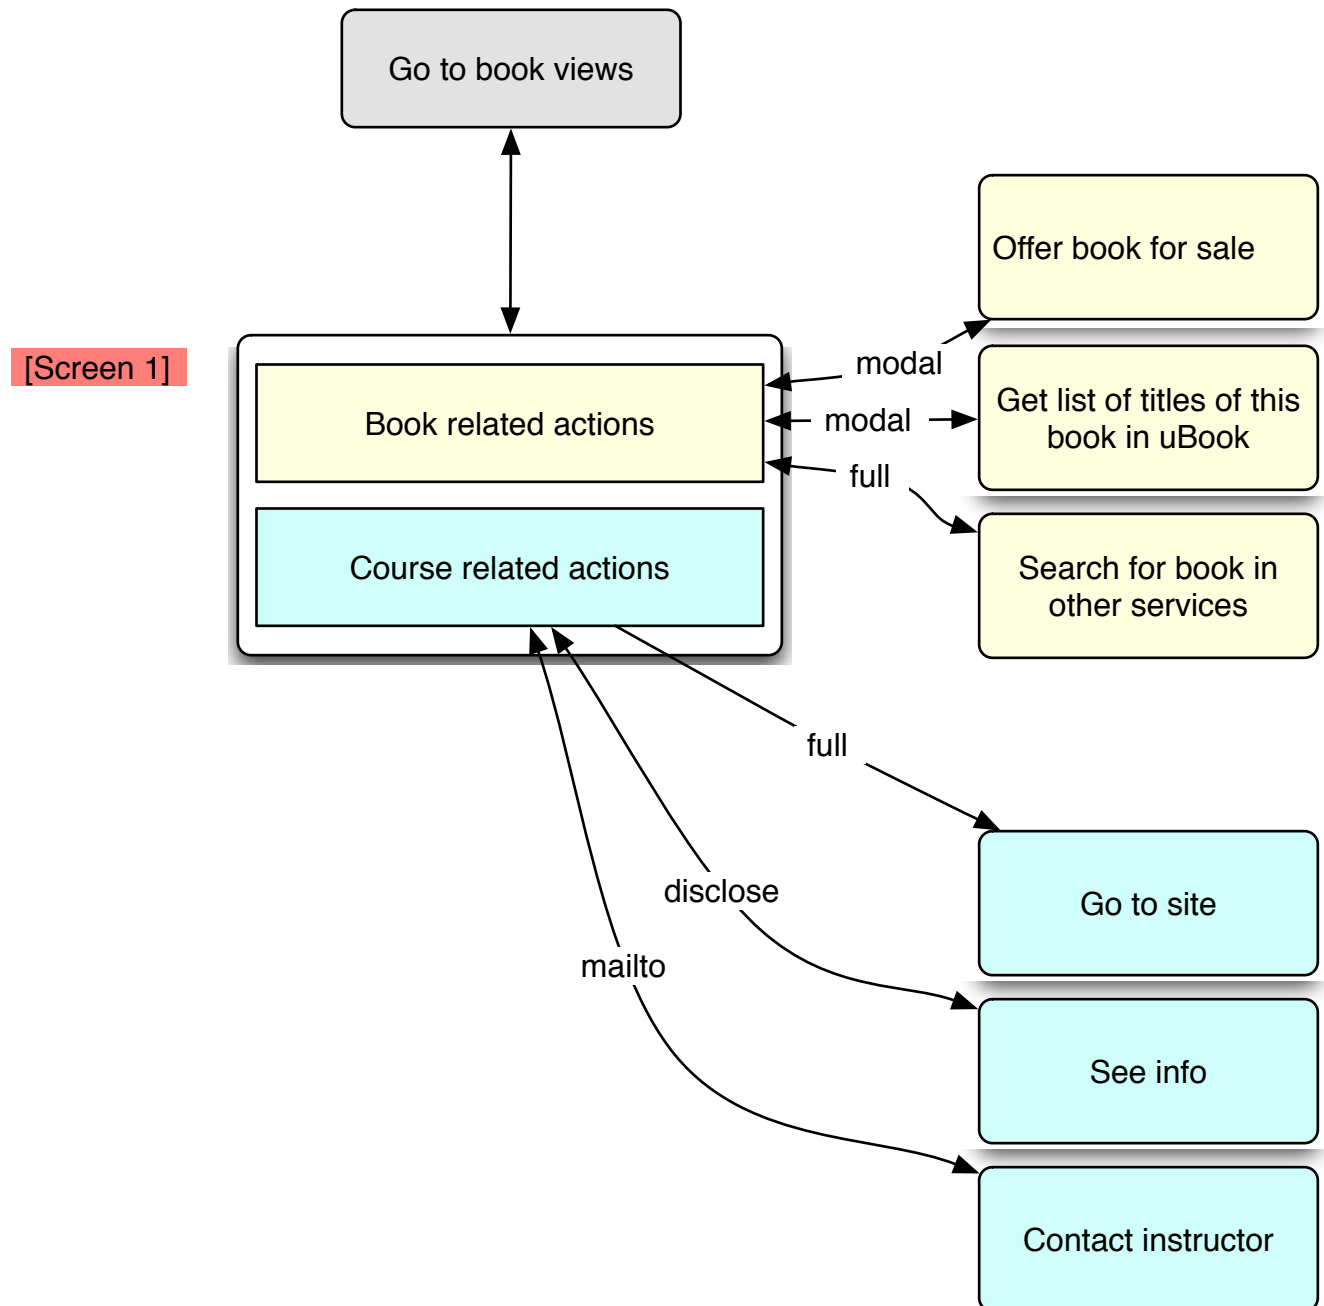 Go to book views
Offer book for sale
[Screen 1]
modal
Book related actions
modal
Get list of titles of this
book in uBook
full
Course related actions
Search for book in
other services
full
disclose
Go to site
mailto
See info
Contact instructor